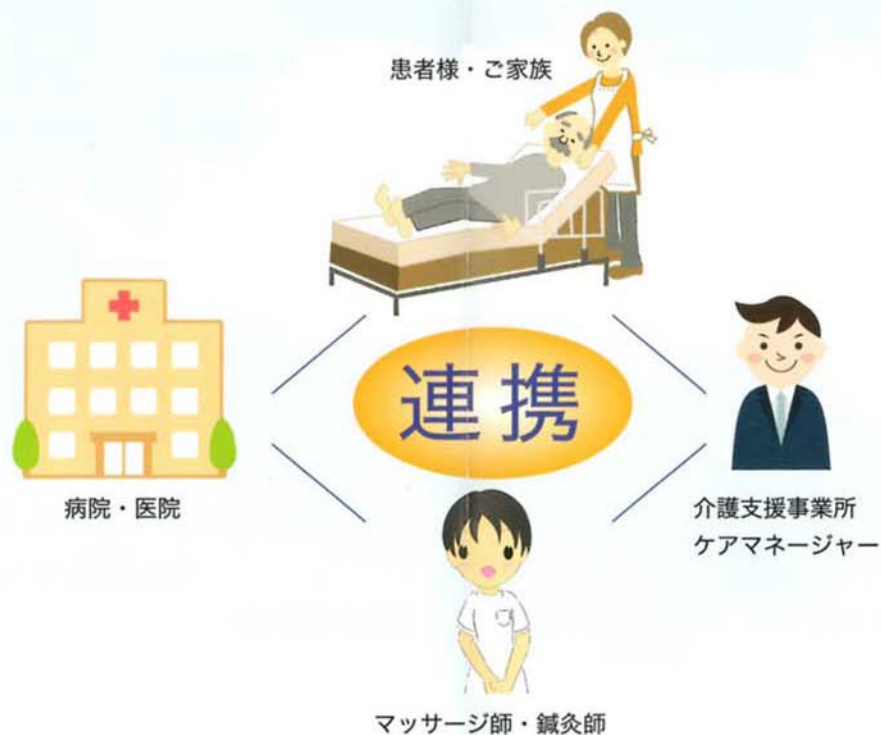 患者様・ご家族
連携
病院・医院
介護支援事業所
ケアマネージャー
マッサージ師・鍼灸師